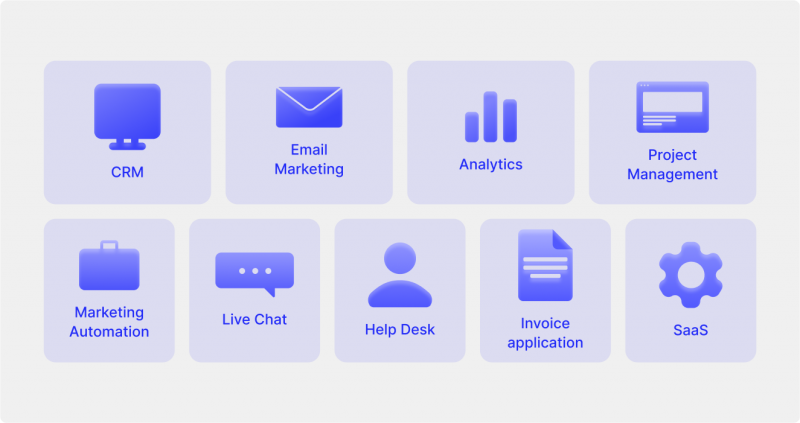 CRM
Email
Marketing
Analytics
Project
Management
Marketing
Automation
Live Chat
Help Desk
Invoice
application
SaaS